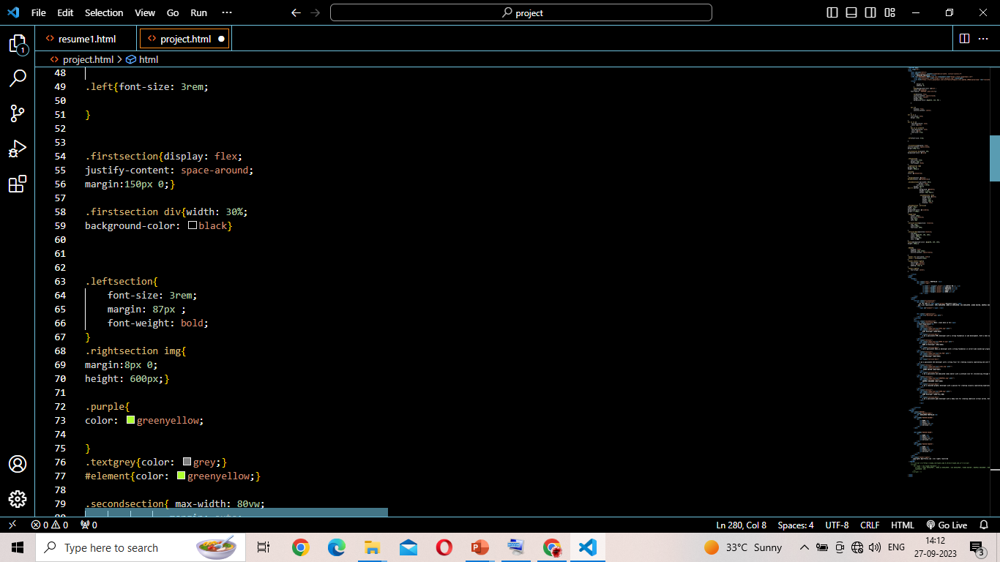 File Edit Selection View Go Run ···
project
resume1.html project.html
project.html > html
1
48
49 .left{font-size: 3rem;
50
51 }
52
53
54 .firstsection{display: flex;
55 justify-content: space-around;
56 margin:150px 0;}
57
58 .firstsection div{width: 30%;
59 background-color: black}
60
61
62
63 .leftsection{
64 font-size: 3rem;
65 margin: 87px ;
66 font-weight: bold;
67 }
68 .rightsection img{
69 margin:8px 0;
70 height: 600px;}
71
72 .purple{
73 color: greenyellow;
74
75 }
76 .textgrey{color: grey;}
77 #element{color: greenyellow;}
78
79 .secondsection{ max-width: 80vw;
0 0 0 Ln 280, Col 8 Spaces: 4 UTF-8 CRLF HTML Go Live
Type here to search 33°C Sunny ENG 14:12
27-09-2023
3